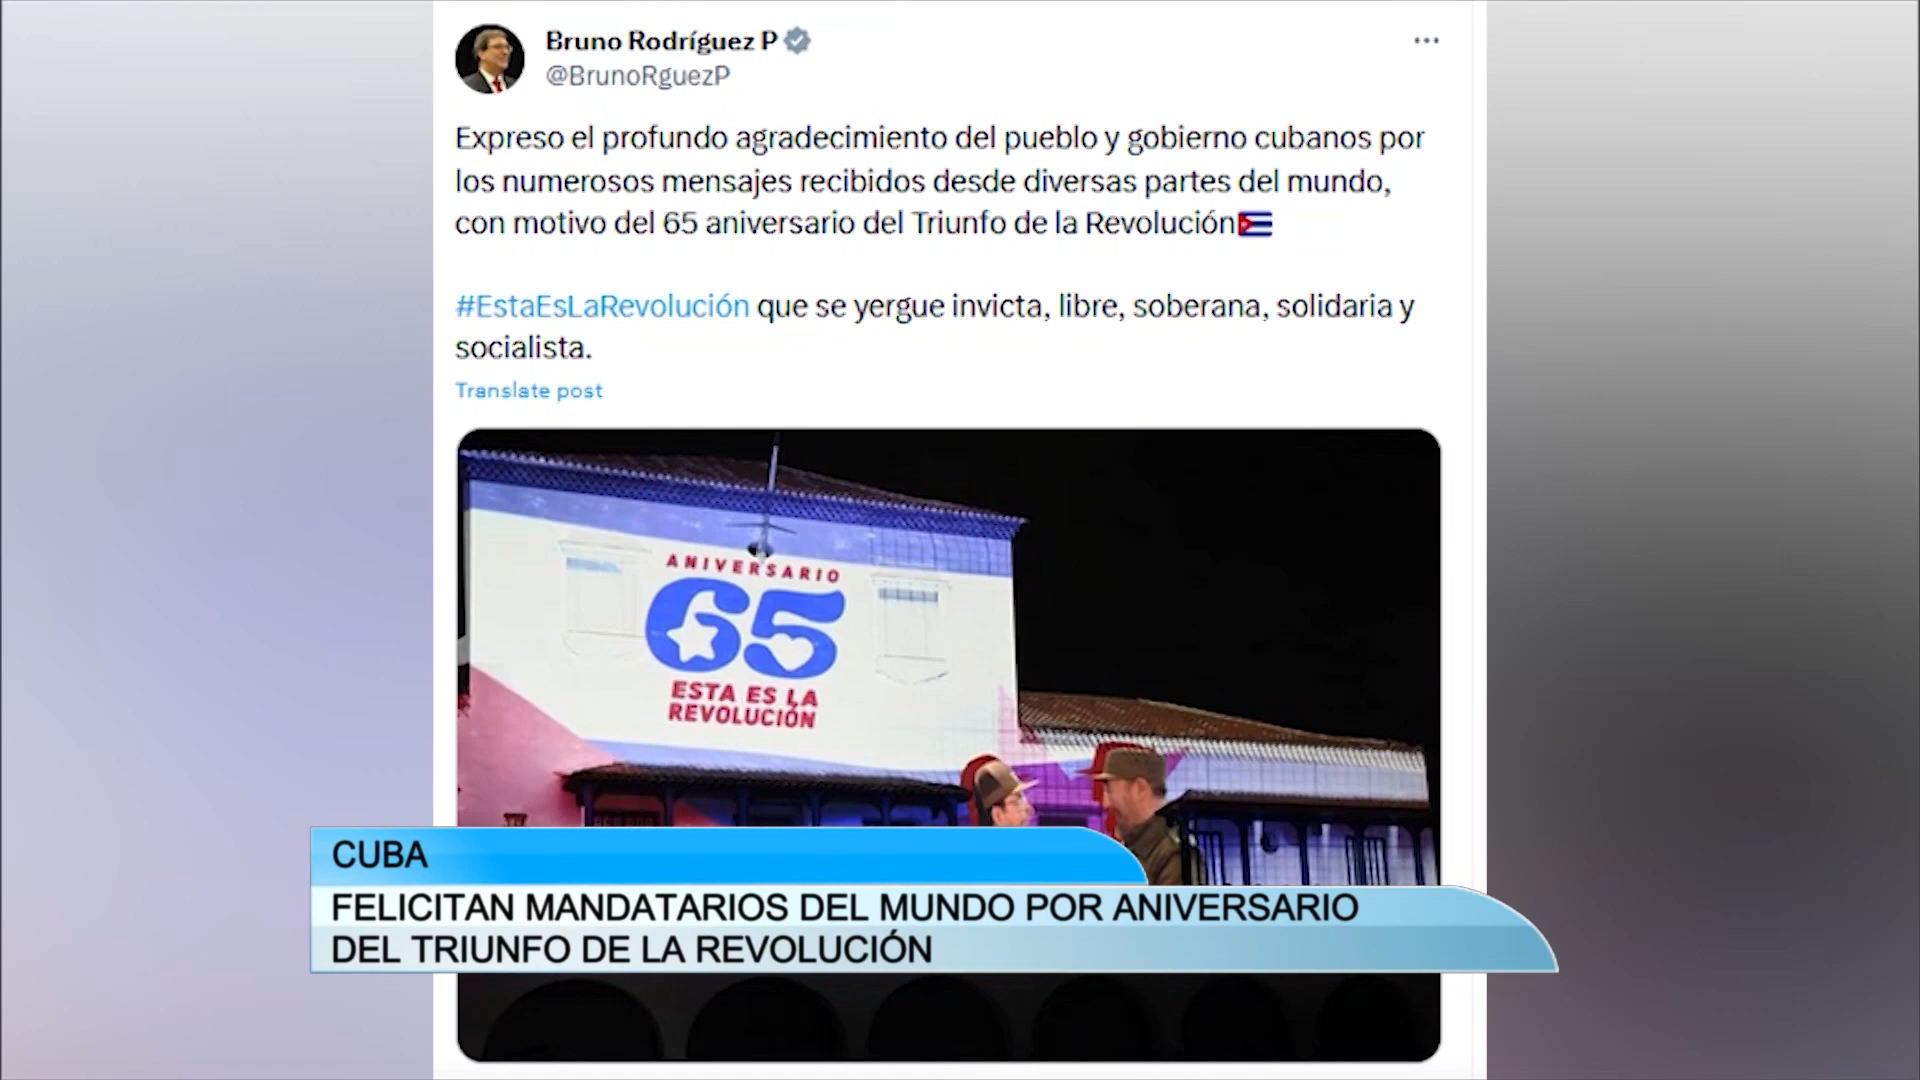 Bruno Rodríguez P
@BrunoRguezP
Expreso el profundo agradecimiento del pueblo y gobierno cubanos por
los numerosos mensajes recibidos desde diversas partes del mundo,
con motivo del 65 aniversario del Triunfo de la Revolución
#EstaEsLaRevolución que se yergue invicta, libre, soberana, solidaria y
socialista.
Translate post
ANIVERSARIO
65
ESTA ES LA
REVOLUCIÓN
CUBA
FELICITAN MANDATARIOS DEL MUNDO POR ANIVERSARIO
DEL TRIUNFO DE LA REVOLUCIÓN